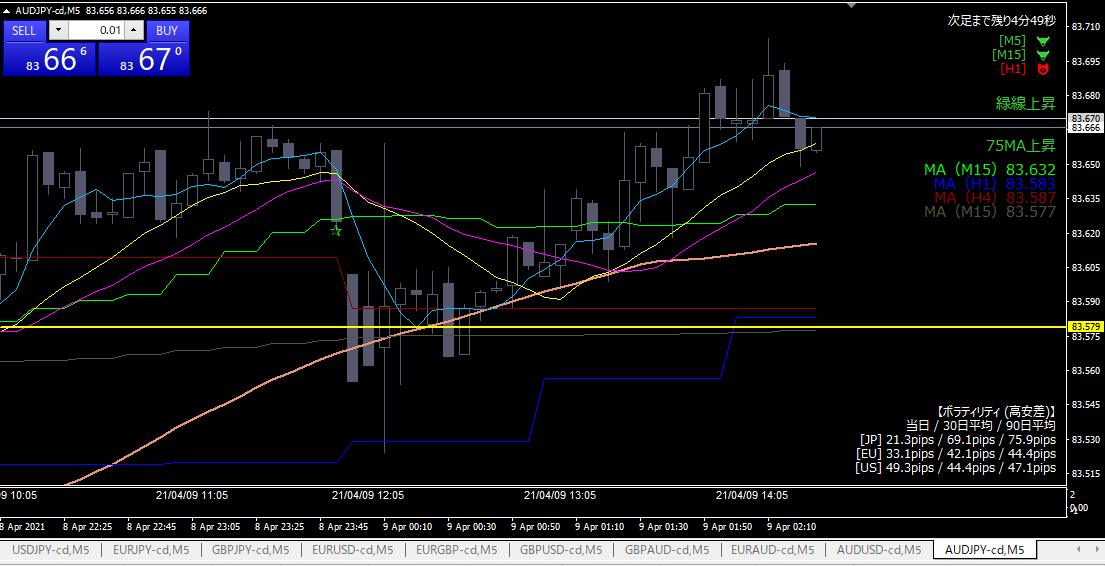 AUDJPY-cd,M5 83.656 83.666 83.655 83.666
SELL 0.01 BUY
83 66 6 83 67 0
次足まで残り4分49秒
[M5]
[M15]
[H1]
緑線上昇
75MA上昇
MA (M15) 83.632
MA (H1) 83.583
MA (H4) 83.587
MA (M15) 83.577
83.710
83.695
83.680
83.670
83.666
83.650
83.635
83.620
83.605
83.590
83.579
83.575
83.560
83.545
83.530
83.515
【ボラティリティ(高安差)】
当日 / 30日平均 / 90日平均
[JP] 21.3pips / 69.1pips / 75.9pips
[EU] 33.1pips / 42.1pips / 44.4pips
[US] 49.3pips / 44.4pips / 47.1pips
09 10:05 21/04/09 11:05 21/04/09 12:05 21/04/09 13:05 21/04/09 14:05
2
0.00
8 Apr 2021 8 Apr 22:25 8 Apr 22:45 8 Apr 23:05 8 Apr 23:25 8 Apr 23:45 9 Apr 00:10 9 Apr 00:30 9 Apr 00:50 9 Apr 01:10 9 Apr 01:30 9 Apr 01:50 9 Apr 02:10
USDJPY-cd,M5 EURJPY-cd,M5 GBPJPY-cd,M5 EURUSD-cd,M5 EURGBP-cd,M5 GBPUSD-cd,M5 GBPAUD-cd,M5 EURAUD-cd,M5 AUDUSD-cd,M5 AUDJPY-cd,M5